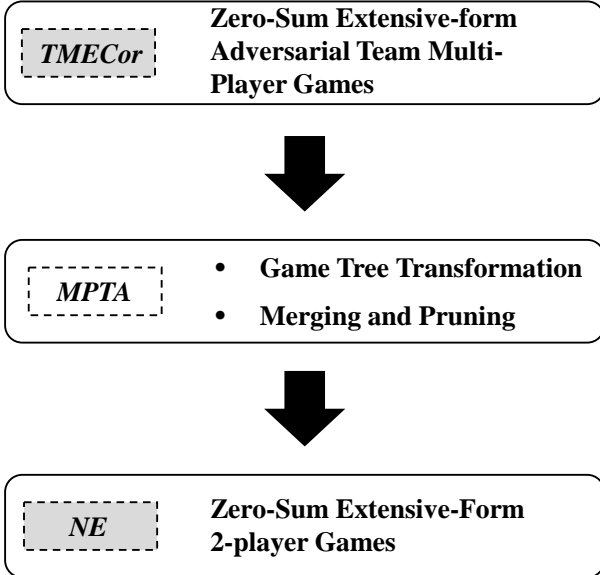 TMECor
Zero-Sum Extensive-form
Adversarial Team Multi-
Player Games
MPTA
• Game Tree Transformation
• Merging and Pruning
NE
Zero-Sum Extensive-Form
2-player Games